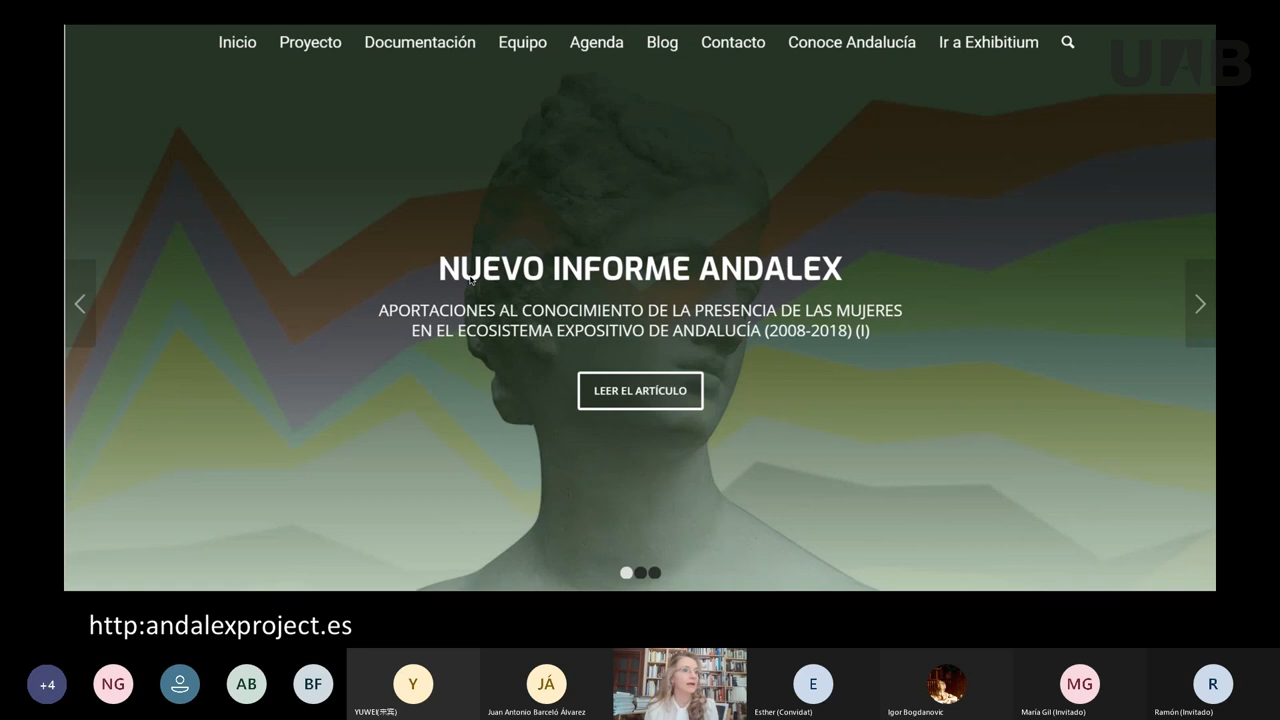 Inicio Proyecto Documentación Equipo Agenda Blog Contacto Conoce Andalucía Ir a Exhibitium
UAB
NUEVO INFORME ANDALEX
APORTACIONES AL CONOCIMIENTO DE LA PRESENCIA DE LAS MUJERES
EN EL ECOSISTEMA EXPOSITIVO DE ANDALUCÍA (2008-2018) (I)
LEER EL ARTÍCULO
http:andalexproject.es
+4 NG AB BF Y JÁ E MG R
YUWEI( Juan Antonio Barceló Álvarez Esther (Convidat) Igor Bogdanovic María Gil (Invitado) Ramón (Invitado)